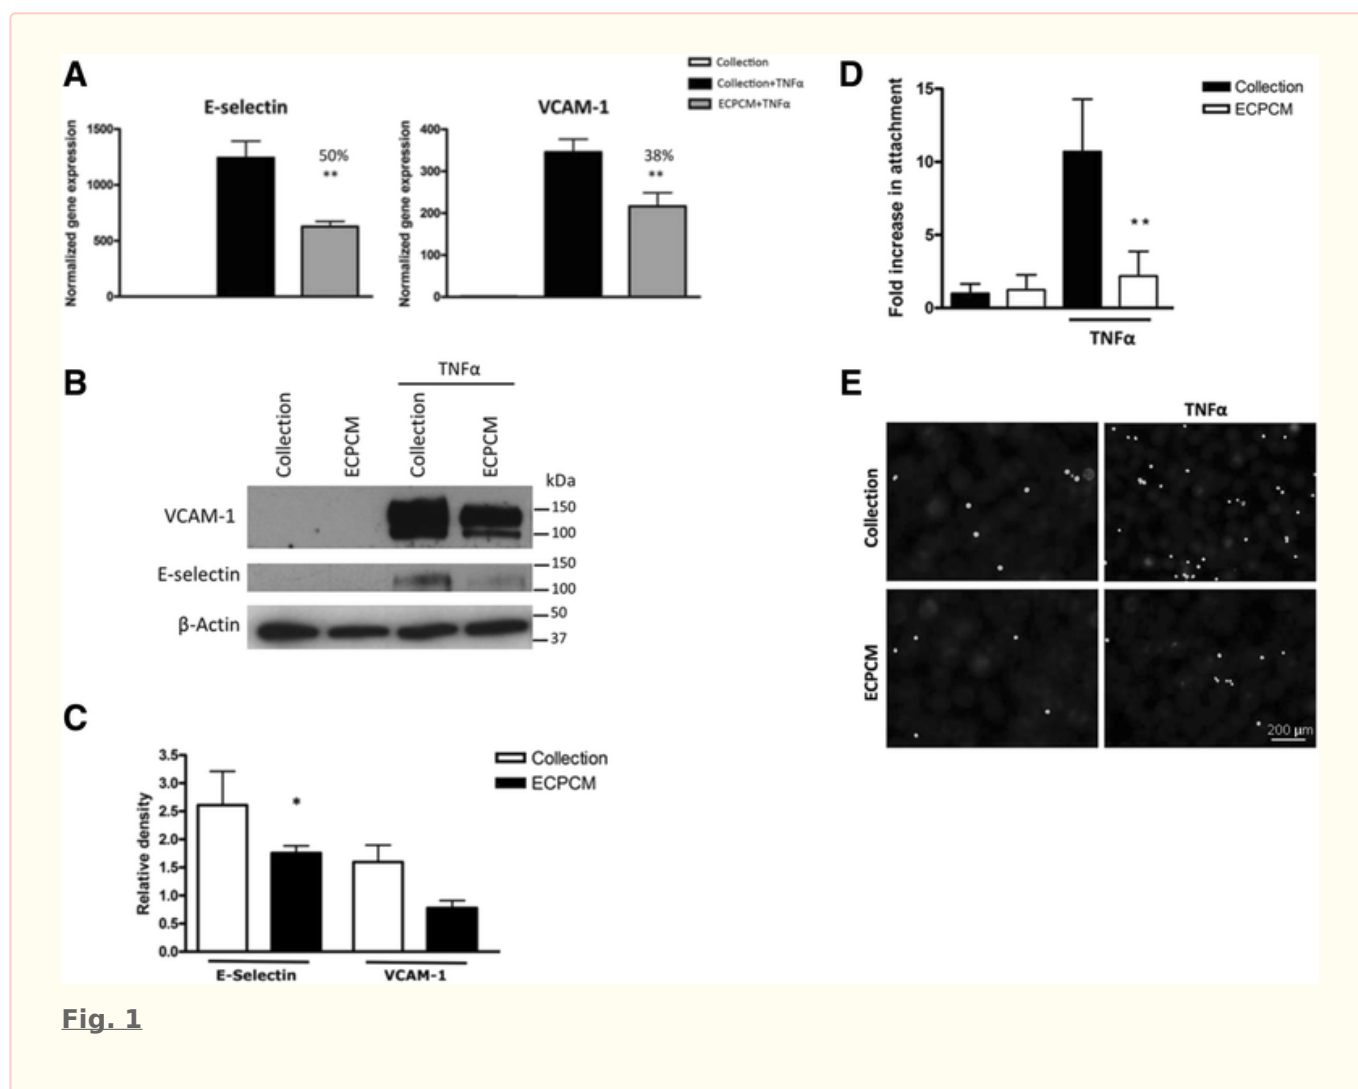 A
Collection
Collection+TNFα
ECPCM+TNFα
E-selectin
VCAM-1
Normalized gene expression
1500
1000
500
0
50%
**
Normalized gene expression
400
300
200
100
0
38%
**
B
TNFα
Collection
ECPCM
Collection
ECPCM
kDa
VCAM-1
150
100
E-selectin
150
100
β-Actin
50
37
C
Relative density
3.5
3.0
2.5
2.0
1.5
1.0
0.5
0.0
*
Collection
ECPCM
E-Selectin
VCAM-1
D
Fold increase in attachment
15
10
5
0
Collection
ECPCM
**
TNFα
E
TNFα
Collection
ECPCM
200 μm
Fig. 1